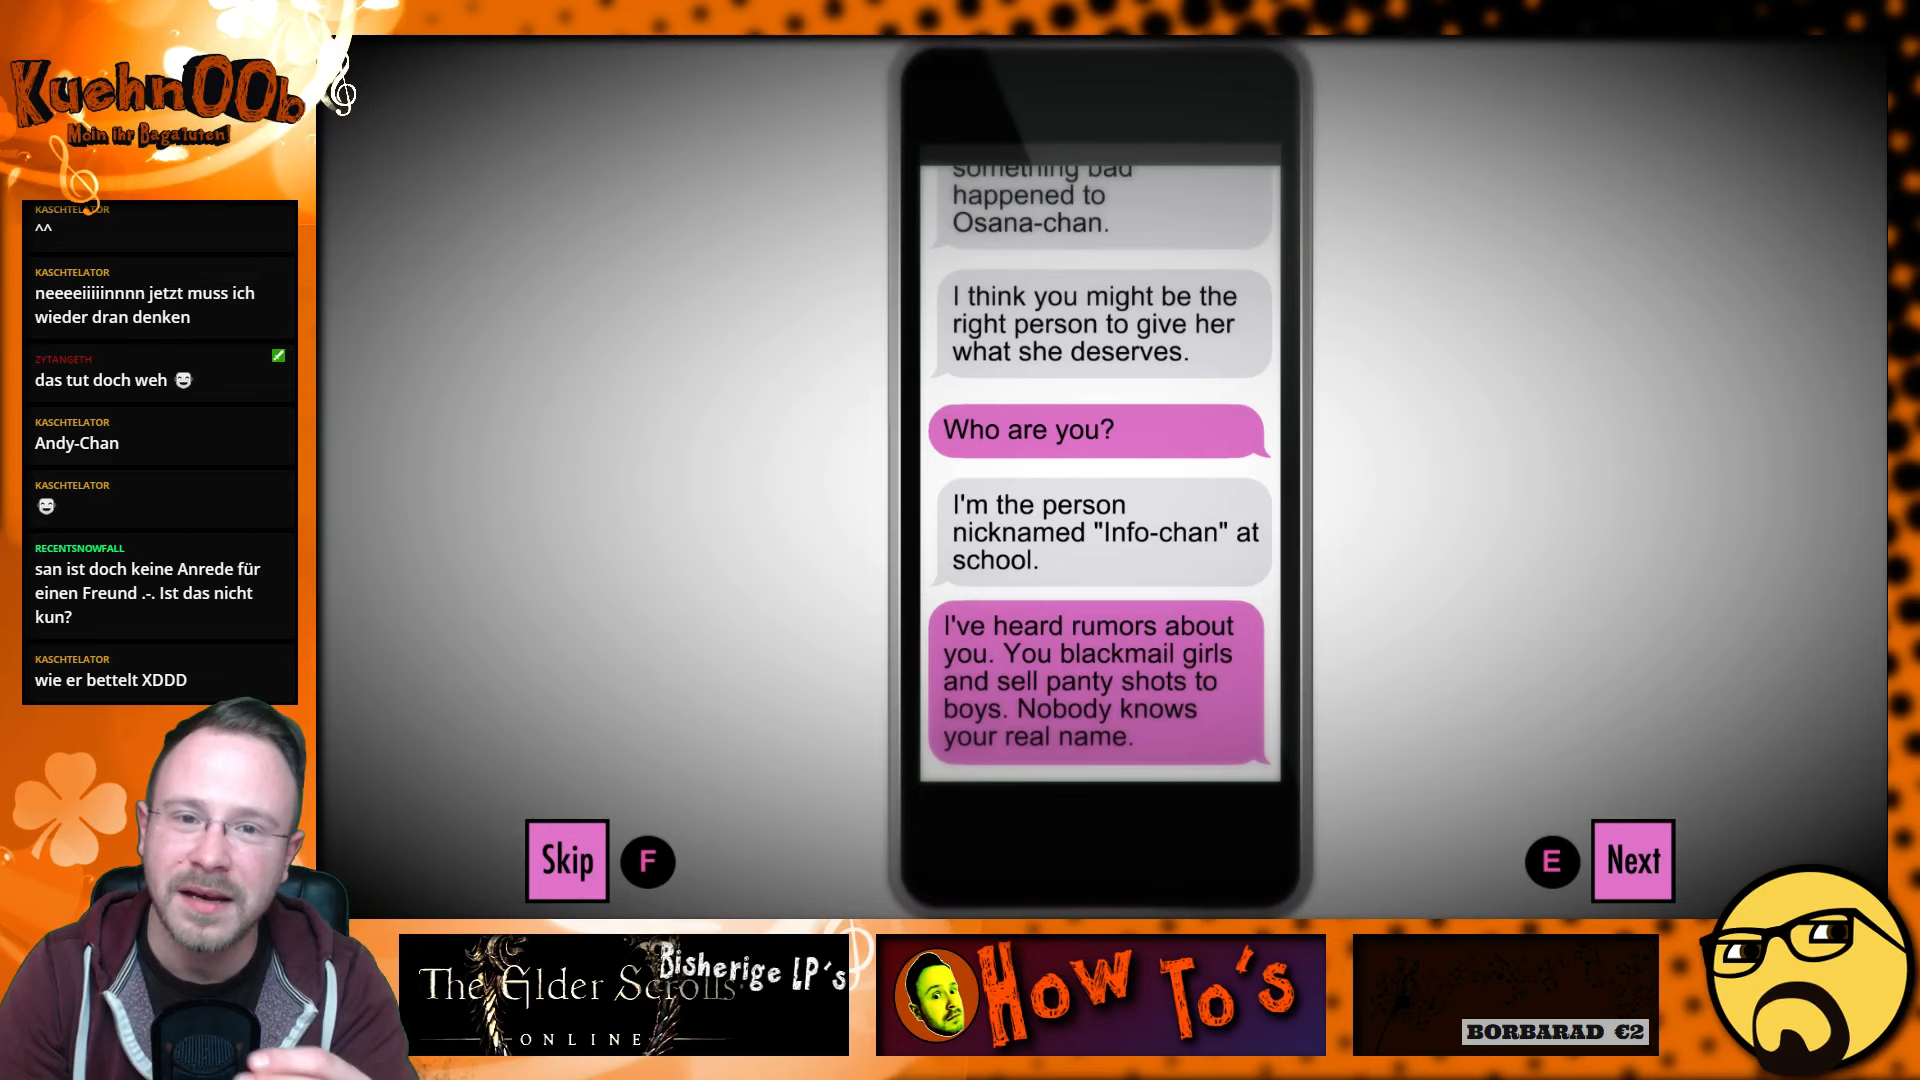 KuehnOOb
Moin ihr Bagaluten!
KASCHTELATOR
^^
KASCHTELATOR
neeeeiiiiinnnn jetzt muss ich
wieder dran denken
ZYTANGETH
das tut doch weh
KASCHTELATOR
Andy-Chan
KASCHTELATOR
RECENTSNOWFALL
san ist doch keine Anrede für
einen Freund .-. Ist das nicht
kun?
KASCHTELATOR
wie er bettelt XDDD
something bad
happened to
Osana-chan.
I think you might be the
right person to give her
what she deserves.
Who are you?
I'm the person
nicknamed "Info-chan" at
school.
I've heard rumors about
you. You blackmail girls
and sell panty shots to
boys. Nobody knows
your real name.
Skip F
E Next
The Elder Scrolls
ONLINE
Bisherige LP's
How To's
BORBARAD €2